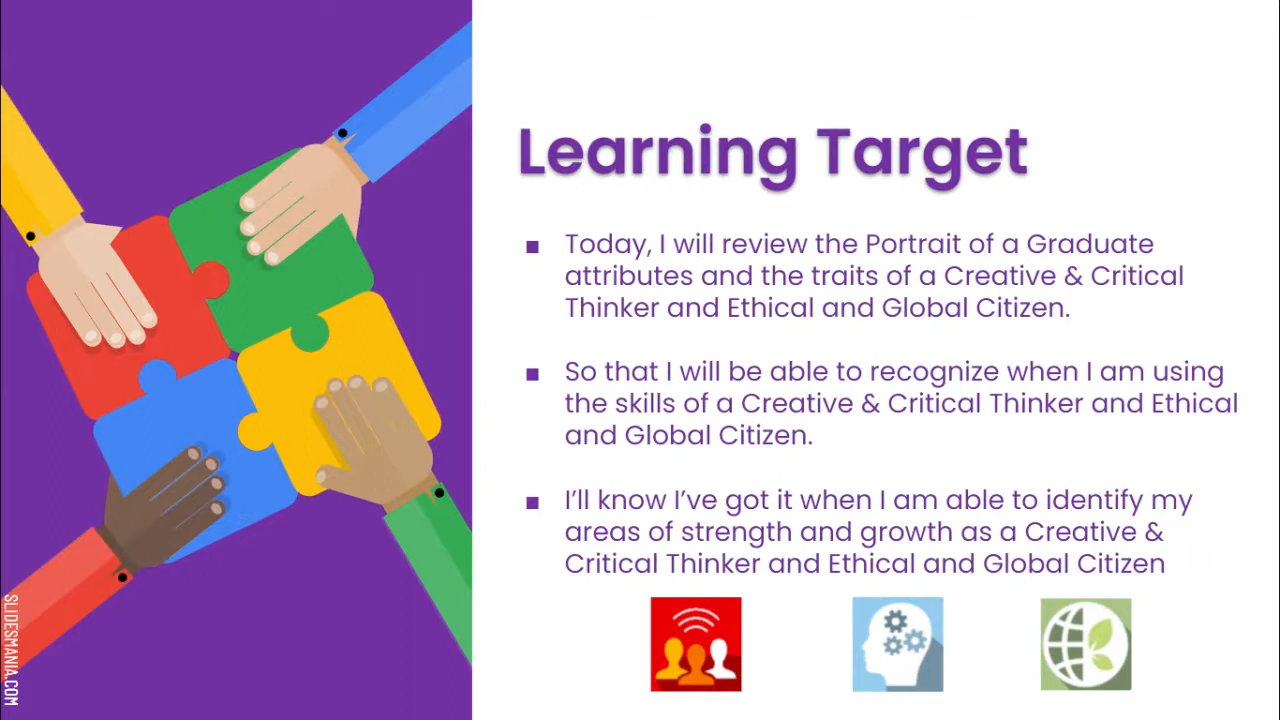 Learning Target
■ Today, I will review the Portrait of a Graduate
attributes and the traits of a Creative & Critical
Thinker and Ethical and Global Citizen.
■ So that I will be able to recognize when I am using
the skills of a Creative & Critical Thinker and Ethical
and Global Citizen.
■ I’ll know I’ve got it when I am able to identify my
areas of strength and growth as a Creative &
Critical Thinker and Ethical and Global Citizen
SLIDESMANIA.COM